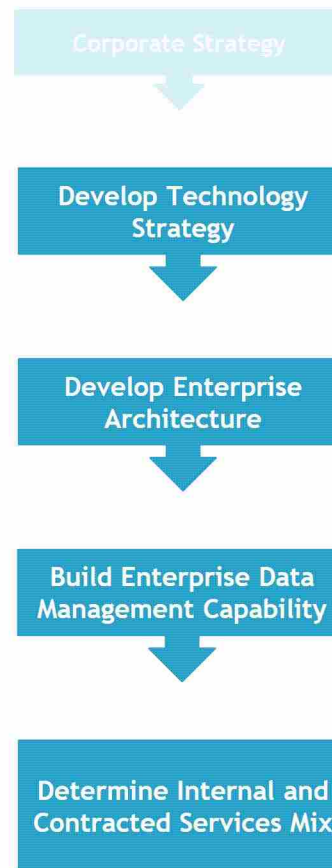 Corporate Strategy
Develop Technology
Strategy
Develop Enterprise
Architecture
Build Enterprise Data
Management Capability
Determine Internal and
Contracted Services Mix